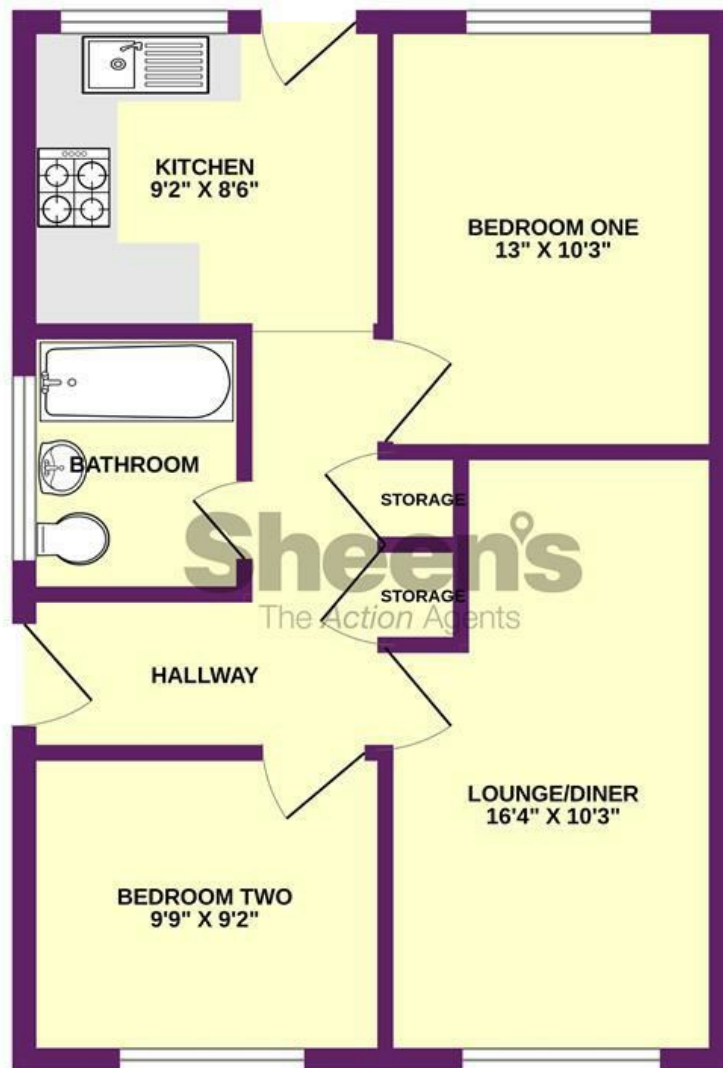 KITCHEN
9'2" X 8'6"
BEDROOM ONE
13" X 10'3"
BATHROOM
STORAGE
Sheen's
STORAGE
The Action Agents
HALLWAY
LOUNGE/DINER
16'4" X 10'3"
BEDROOM TWO
9'9" X 9'2"